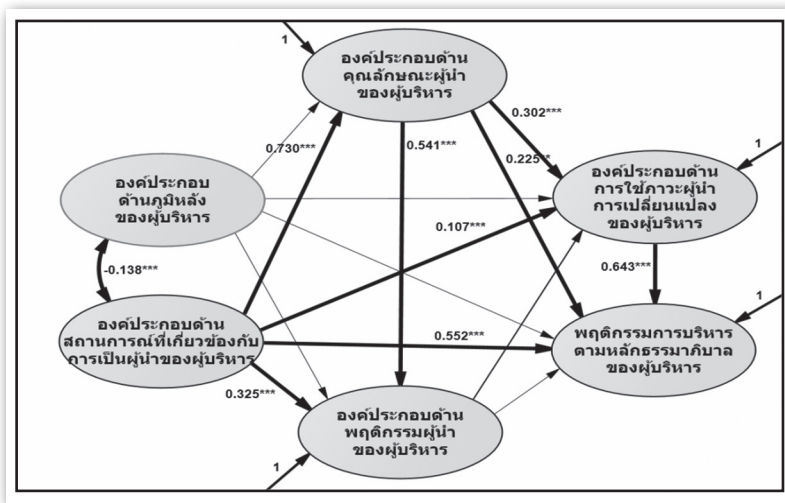 1
องค์ประกอบด้าน
คุณลักษณะผู้นำ
ของผู้บริหาร
0.302***
0.730***
0.541***
0.225**
1
องค์ประกอบ
ด้านภูมิหลัง
ของผู้บริหาร
องค์ประกอบด้าน
การใช้ภาวะผู้นำ
การเปลี่ยนแปลง
ของผู้บริหาร
0.107***
-0.138***
0.643***
1
องค์ประกอบด้าน
สถานการณ์ที่เกี่ยวข้องกับ
การเป็นผู้นำของผู้บริหาร
0.552***
พฤติกรรมการบริหาร
ตามหลักธรรมาภิบาล
ของผู้บริหาร
0.325***
องค์ประกอบด้าน
พฤติกรรมผู้นำ
ของผู้บริหาร
1